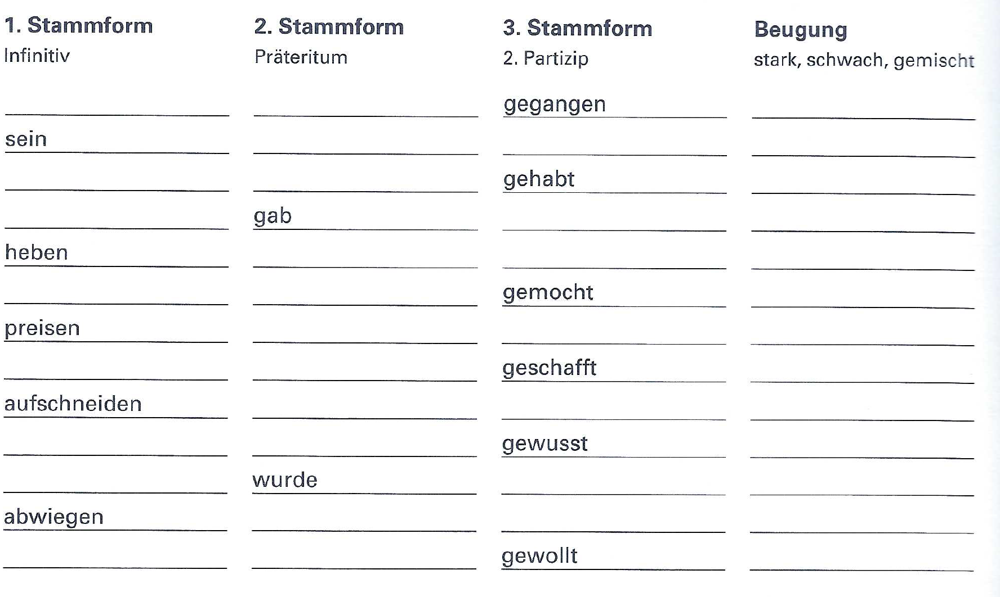 1. Stammform 2. Stammform 3. Stammform Beugung
Infinitiv Präteritum 2. Partizip stark, schwach, gemischt
gegangen
sein
gehabt
gab
heben
gemocht
preisen
geschafft
aufschneiden
gewusst
wurde
abwiegen
gewollt